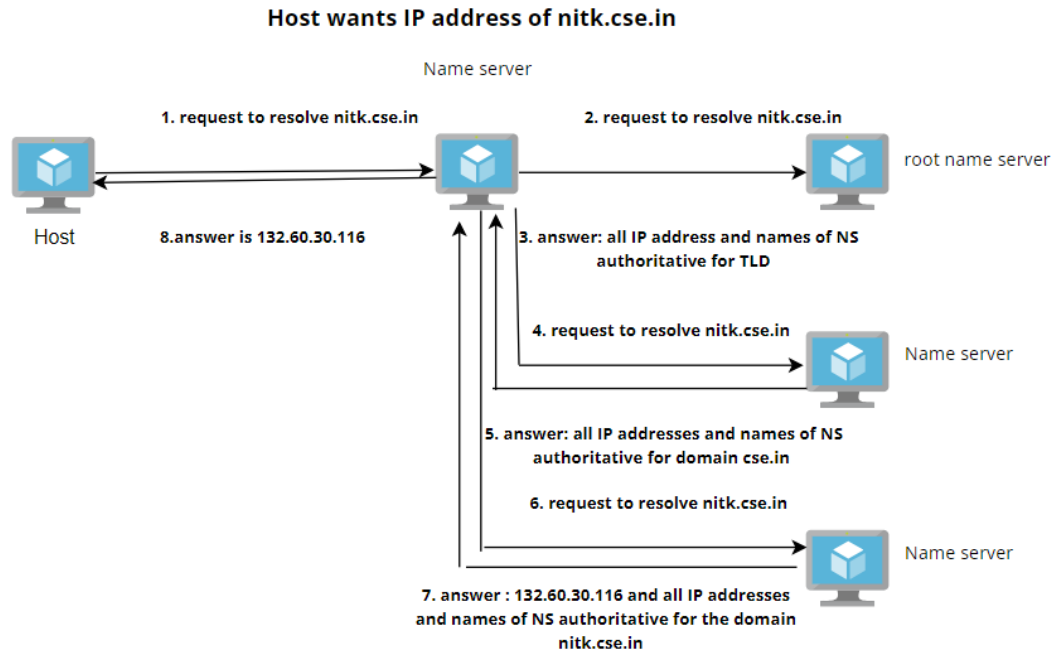 Host wants IP address of nitk.cse.in
Name server
1. request to resolve nitk.cse.in
2. request to resolve nitk.cse.in
root name server
Host
8.answer is 132.60.30.116
3. answer: all IP address and names of NS
authoritative for TLD
4. request to resolve nitk.cse.in
Name server
5. answer: all IP addresses and names of NS
authoritative for domain cse.in
6. request to resolve nitk.cse.in
Name server
7. answer : 132.60.30.116 and all IP addresses
and names of NS authoritative for the domain
nitk.cse.in